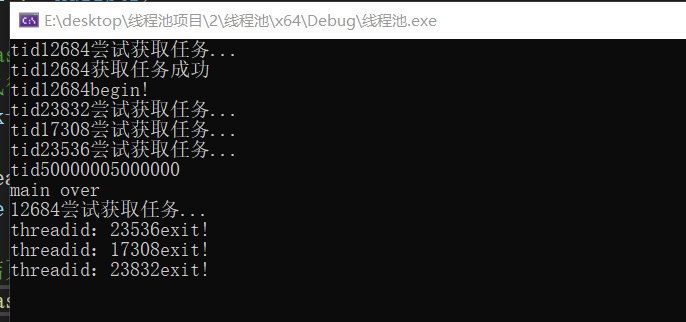 E:\desktop\线程池项目\2\线程池\x64\Debug\线程池.exe
tid12684尝试获取任务...
tid12684获取任务成功
tid12684begin!
tid23832尝试获取任务...
tid17308尝试获取任务...
tid23536尝试获取任务...
tid50000005000000
main over
12684尝试获取任务...
threadid：23536exit!
threadid：17308exit!
threadid：23832exit!